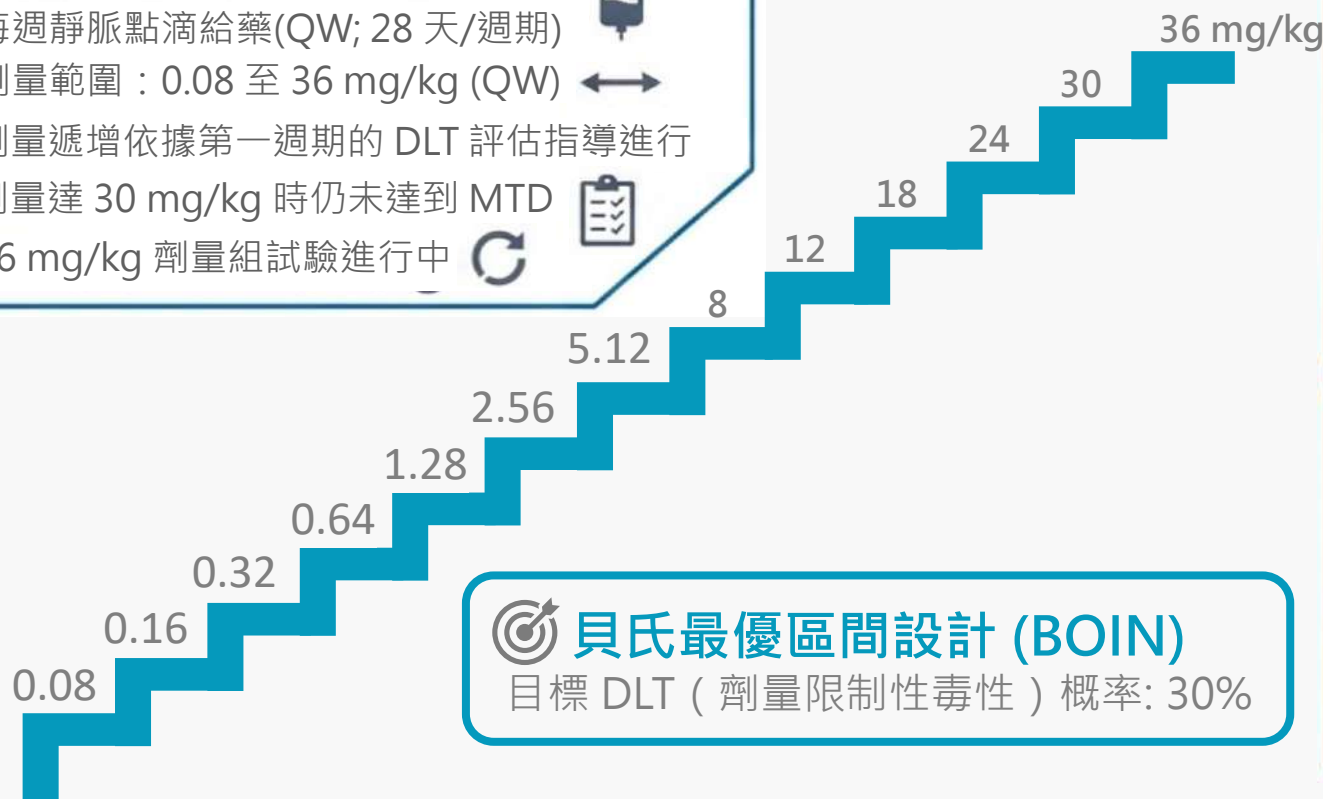 每週靜脈點滴給藥(QW; 28 天/週期)
劑量範圍：0.08 至 36 mg/kg (QW)
劑量遞增依據第一週期的 DLT 評估指導進行
劑量達 30 mg/kg 時仍未達到 MTD
6 mg/kg 劑量組試驗進行中
36 mg/kg
30
24
18
12
8
5.12
2.56
1.28
0.64
0.32
0.16
0.08
貝氏最優區間設計 (BOIN)
目標 DLT（劑量限制性毒性）概率: 30%